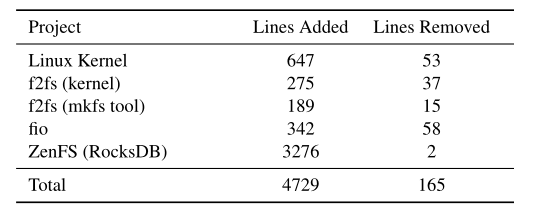 Project Lines Added Lines Removed
Linux Kernel 647 53
f2fs (kernel) 275 37
f2fs (mkfs tool) 189 15
fio 342 58
ZenFS (RocksDB) 3276 2
Total 4729 165